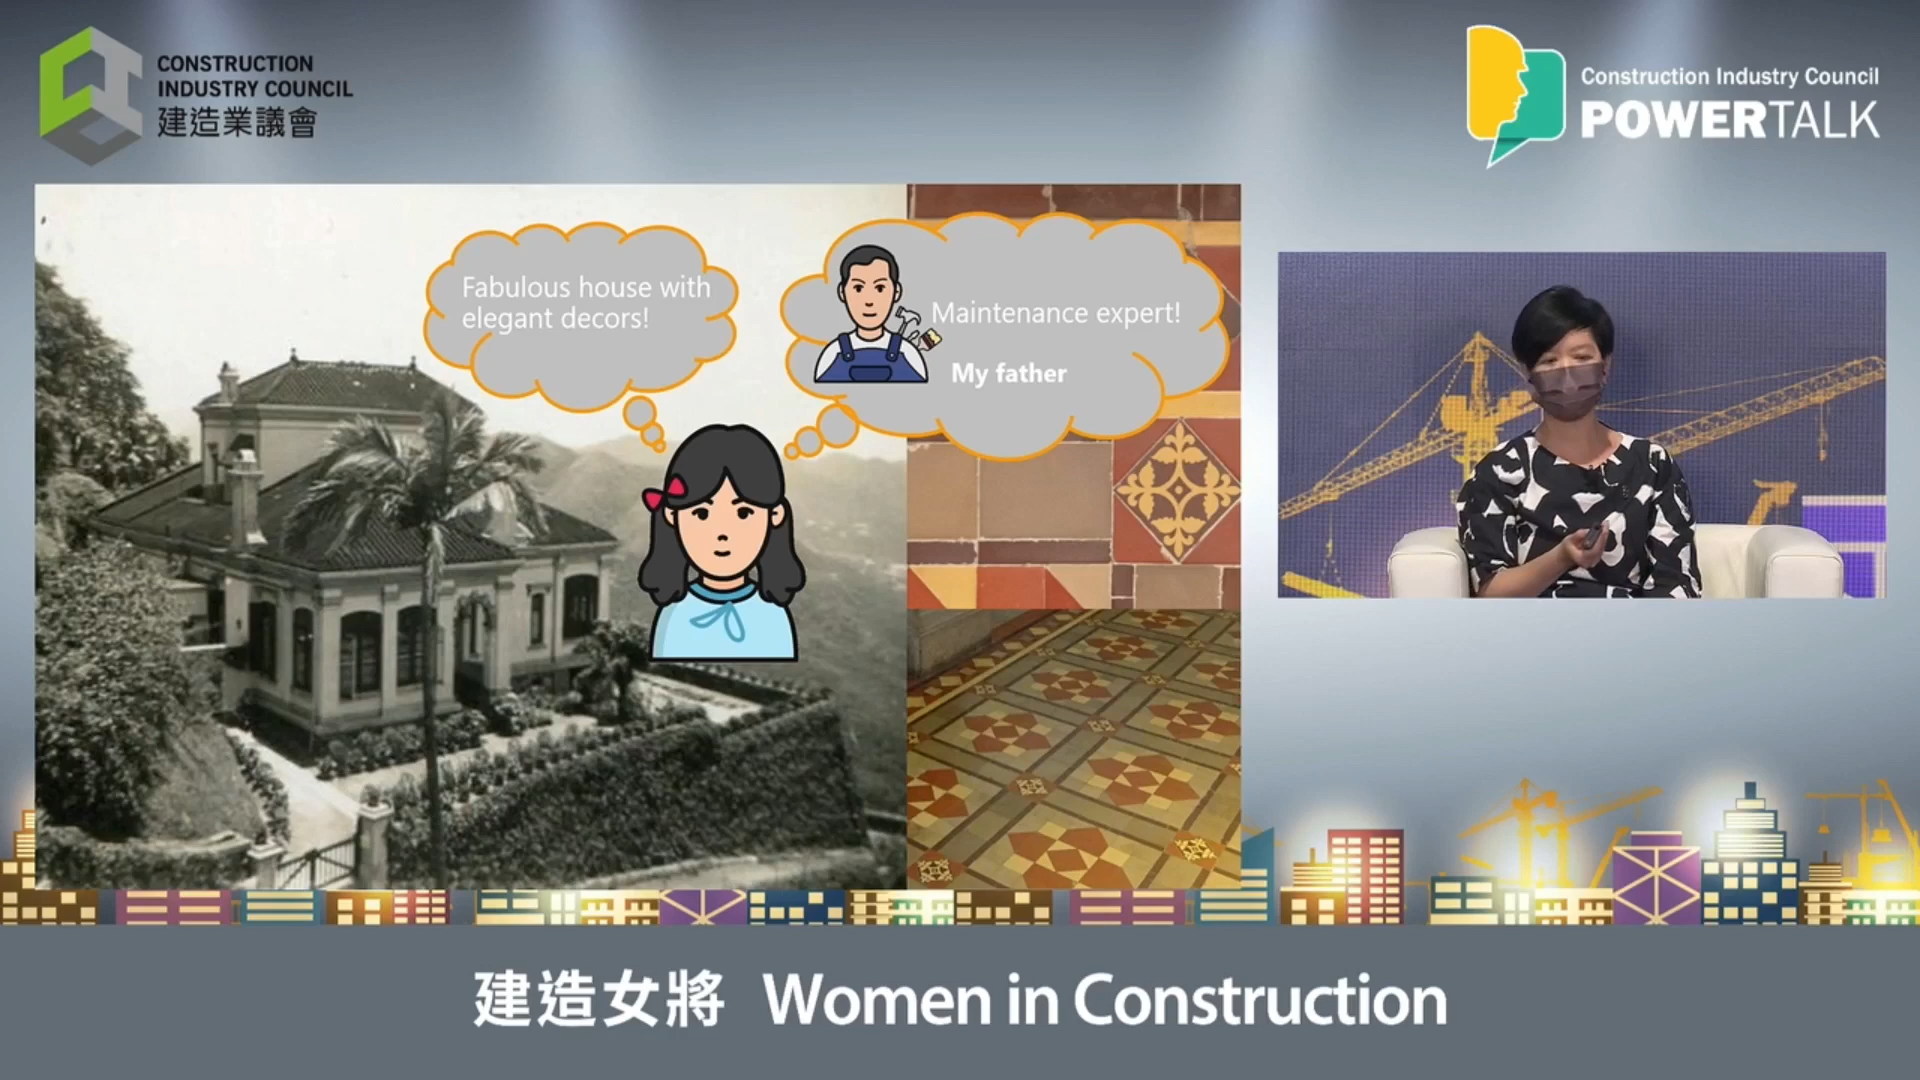 CONSTRUCTION
INDUSTRY COUNCIL
建造業議會
Construction Industry Council
POWERTALK
Fabulous house with
elegant decors!
Maintenance expert!
My father
建造女將 Women in Construction